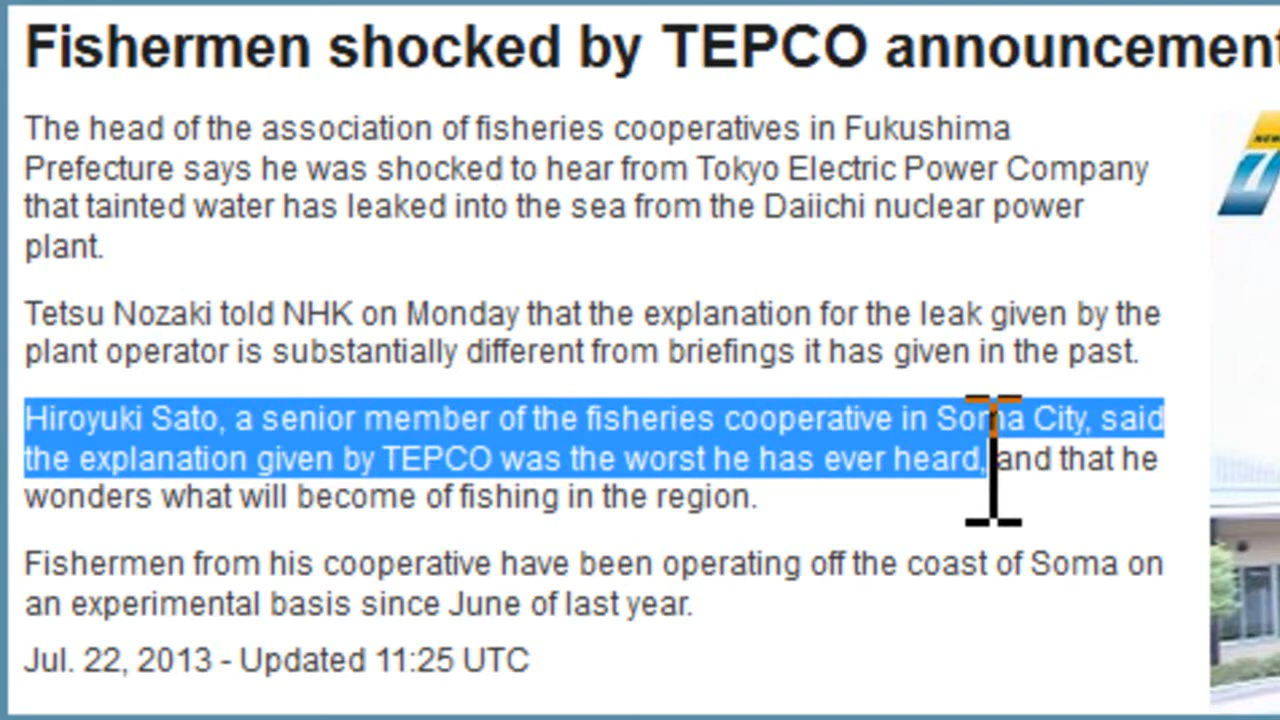 Fishermen shocked by TEPCO announcement
The head of the association of fisheries cooperatives in Fukushima
Prefecture says he was shocked to hear from Tokyo Electric Power Company
that tainted water has leaked into the sea from the Daiichi nuclear power
plant.
Tetsu Nozaki told NHK on Monday that the explanation for the leak given by the
plant operator is substantially different from briefings it has given in the past.
Hiroyuki Sato, a senior member of the fisheries cooperative in Soma City, said
the explanation given by TEPCO was the worst he has ever heard, and that he
wonders what will become of fishing in the region.
Fishermen from his cooperative have been operating off the coast of Soma on
an experimental basis since June of last year.
Jul. 22, 2013 - Updated 11:25 UTC
NEWS
7